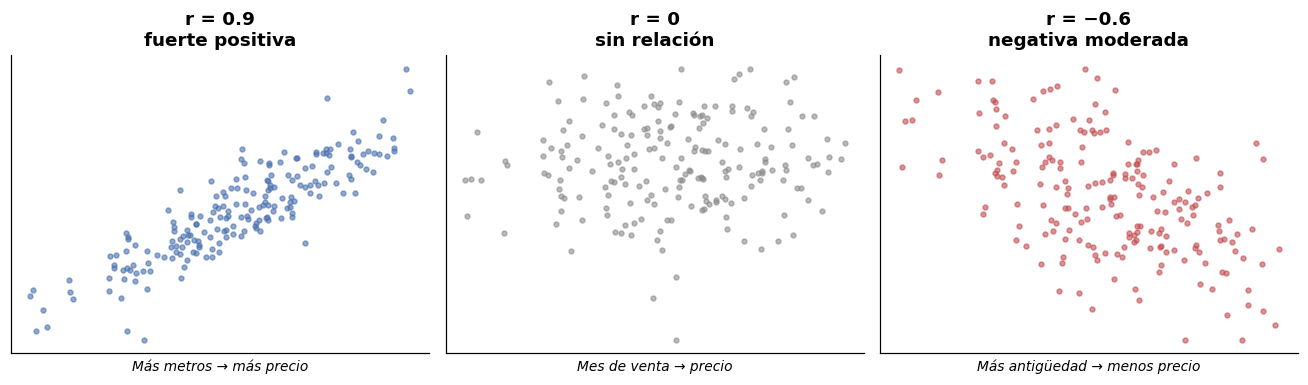 r = 0.9
fuerte positiva
Más metros → más precio
r = 0
sin relación
Mes de venta → precio
r = −0.6
negativa moderada
Más antigüedad → menos precio